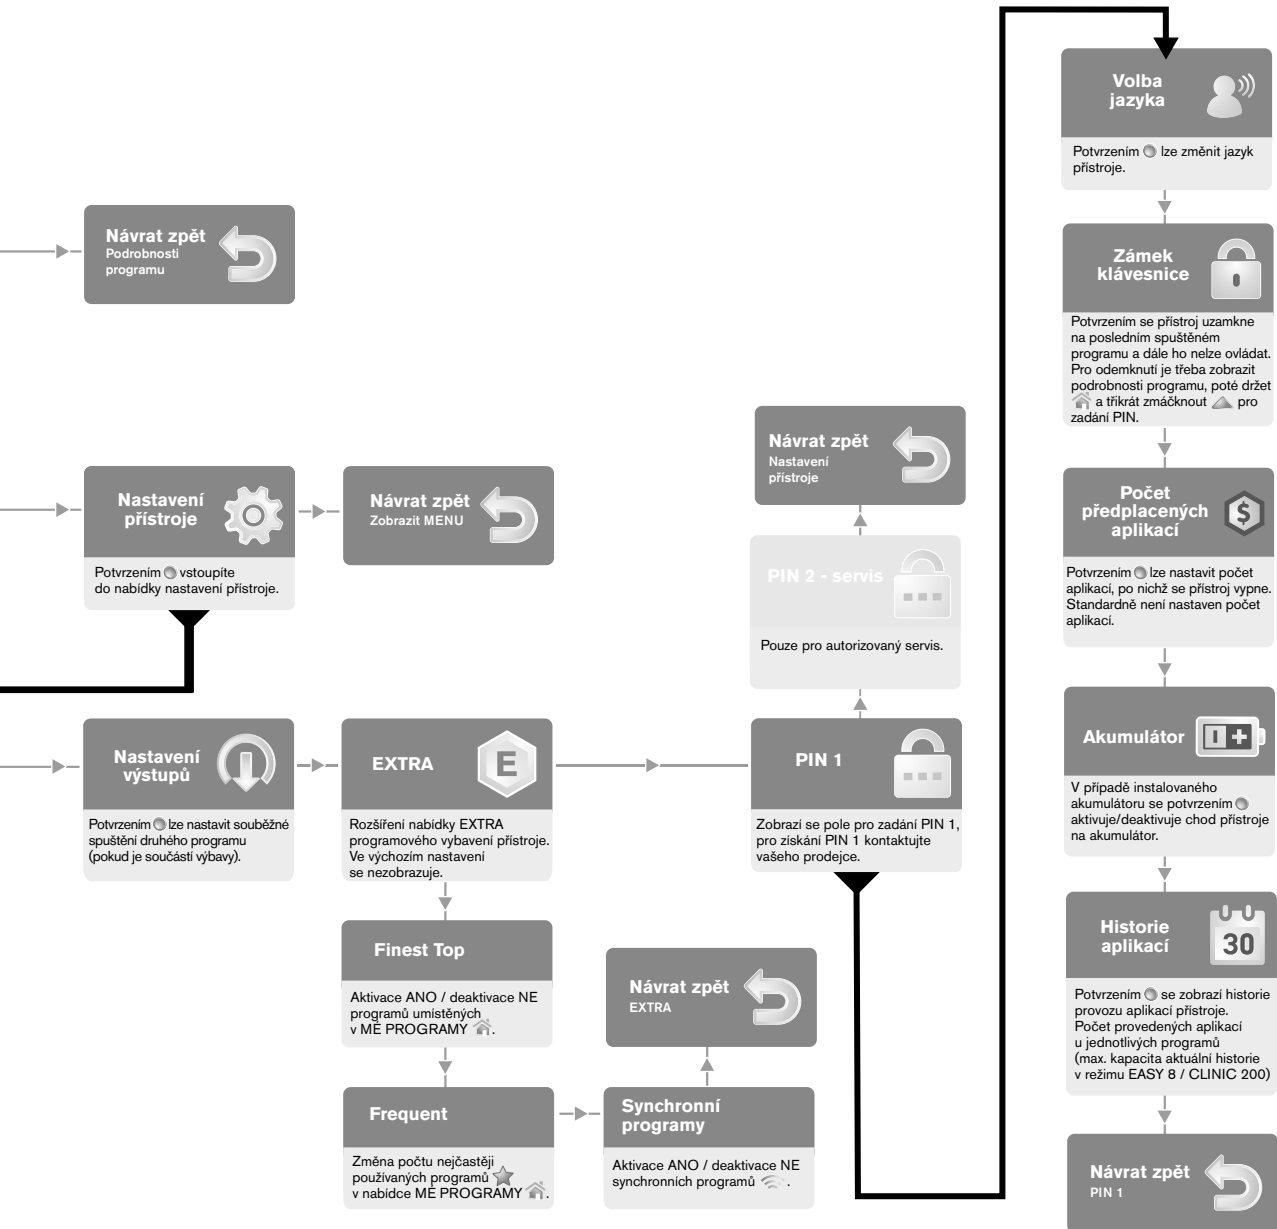 Návrat zpět
Podrobnosti
programu
Nastavení
přístroje
Potvrzením vstoupíte
do nabídky nastavení přístroje.
Návrat zpět
Zobrazit MENU
Nastavení
výstupů
Potvrzením lze nastavit souběžné
spuštění druhého programu
(pokud je součástí výbavy).
EXTRA
E
Rozšíření nabídky EXTRA
programového vybavení přístroje.
Ve výchozím nastavení
se nezobrazuje.
Finest Top
Aktivace ANO / deaktivace NE
programů umístěných
v MÉ PROGRAMY .
Frequent
Změna počtu nejčastěji
používaných programů
v nabídce MÉ PROGRAMY .
Synchronní
programy
Aktivace ANO / deaktivace NE
synchronních programů .
Návrat zpět
EXTRA
PIN 1
Zobrazí se pole pro zadání PIN 1,
pro získání PIN 1 kontaktujte
vašeho prodejce.
PIN 2 - servis
Pouze pro autorizovaný servis.
Návrat zpět
Nastavení
přístroje
Volba
jazyka
Potvrzením lze změnit jazyk
přístroje.
Zámek
klávesnice
Potvrzením se přístroj uzamkne
na posledním spuštěném
programu a dále ho nelze ovládat.
Pro odemknutí je třeba zobrazit
podrobnosti programu, poté držet
a třikrát zmáčknout pro
zadání PIN.
Počet
předplacených
aplikací
$
Potvrzením lze nastavit počet
aplikací, po nichž se přístroj vypne.
Standardně není nastaven počet
aplikací.
Akumulátor
V případě instalovaného
akumulátoru se potvrzením
aktivuje/deaktivuje chod přístroje
na akumulátor.
Historie
aplikací
30
Potvrzením se zobrazí historie
provozu aplikací přístroje.
Počet provedených aplikací
u jednotlivých programů
(max. kapacita aktuální historie
v režimu EASY 8 / CLINIC 200)
Návrat zpět
PIN 1